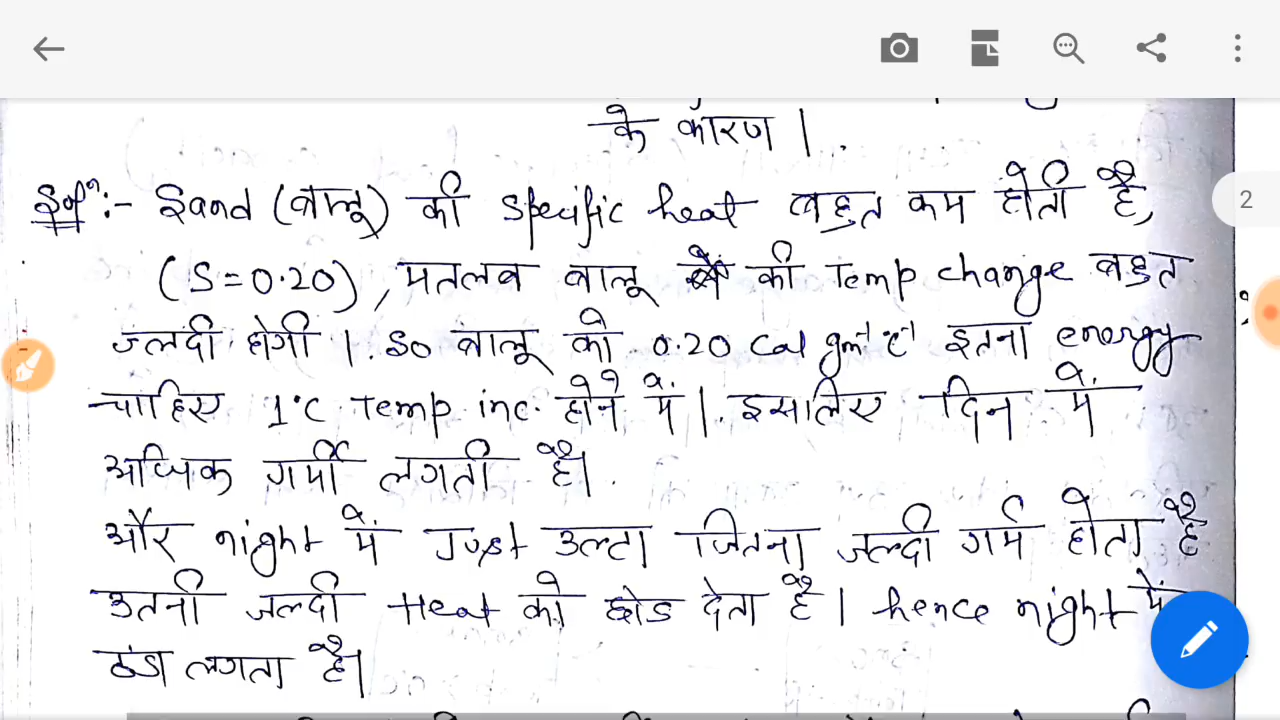 के कारण |.
Solⁿ:- Sand (बालू) की specific heat बहुत कम होती है,
2
(S = 0.20), मतलब बालू की Temp change बहुत
जलदी होगी |. so बालू को 0.20 Cal gm⁻¹ c⁻¹ इतना energy
चाहिए 1°C Temp inc. होने में |. इसलिए दिन में
अधिक गर्मी लगती है|.
और night में Just उल्टा जितना जल्दी गर्म होता है
उतनी जल्दी Heat को छोड देता है | hence night में
ठंडा लगता है|